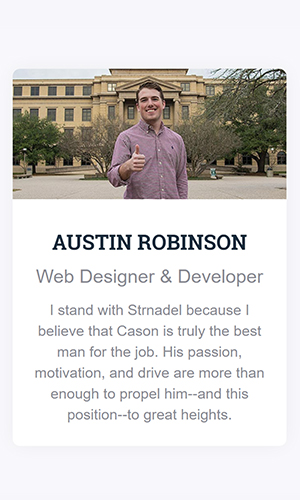 AUSTIN ROBINSON
Web Designer & Developer
I stand with Strnadel because I
believe that Cason is truly the best
man for the job. His passion,
motivation, and drive are more than
enough to propel him--and this
position--to great heights.